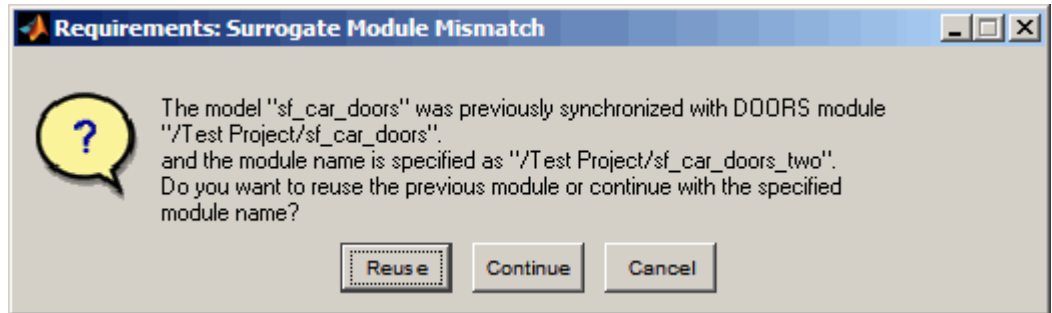 Requirements: Surrogate Module Mismatch
?
The model "sf_car_doors" was previously synchronized with DOORS module
"/Test Project/sf_car_doors".
and the module name is specified as "/Test Project/sf_car_doors_two".
Do you want to reuse the previous module or continue with the specified
module name?
Reuse Continue Cancel